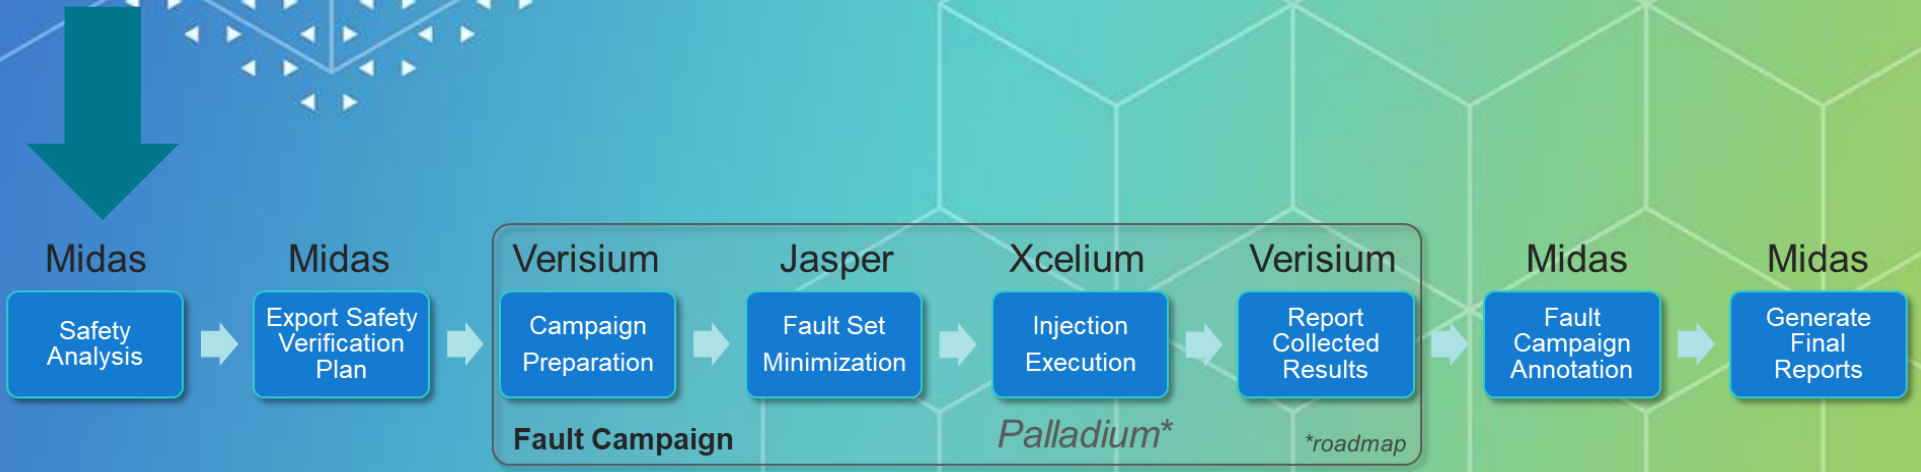 Midas
Safety
Analysis
Midas
Export Safety
Verification
Plan
Verisium
Campaign
Preparation
Jasper
Fault Set
Minimization
Xcelium
Injection
Execution
Verisium
Report
Collected
Results
Midas
Fault
Campaign
Annotation
Midas
Generate
Final
Reports
Fault Campaign
Palladium*
*roadmap